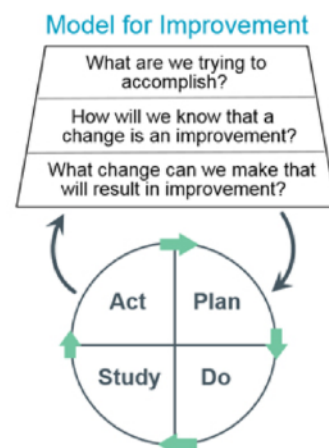 Model for Improvement
What are we trying to
accomplish?
How will we know that a
change is an improvement?
What change can we make that
will result in improvement?
Act
Plan
Study
Do